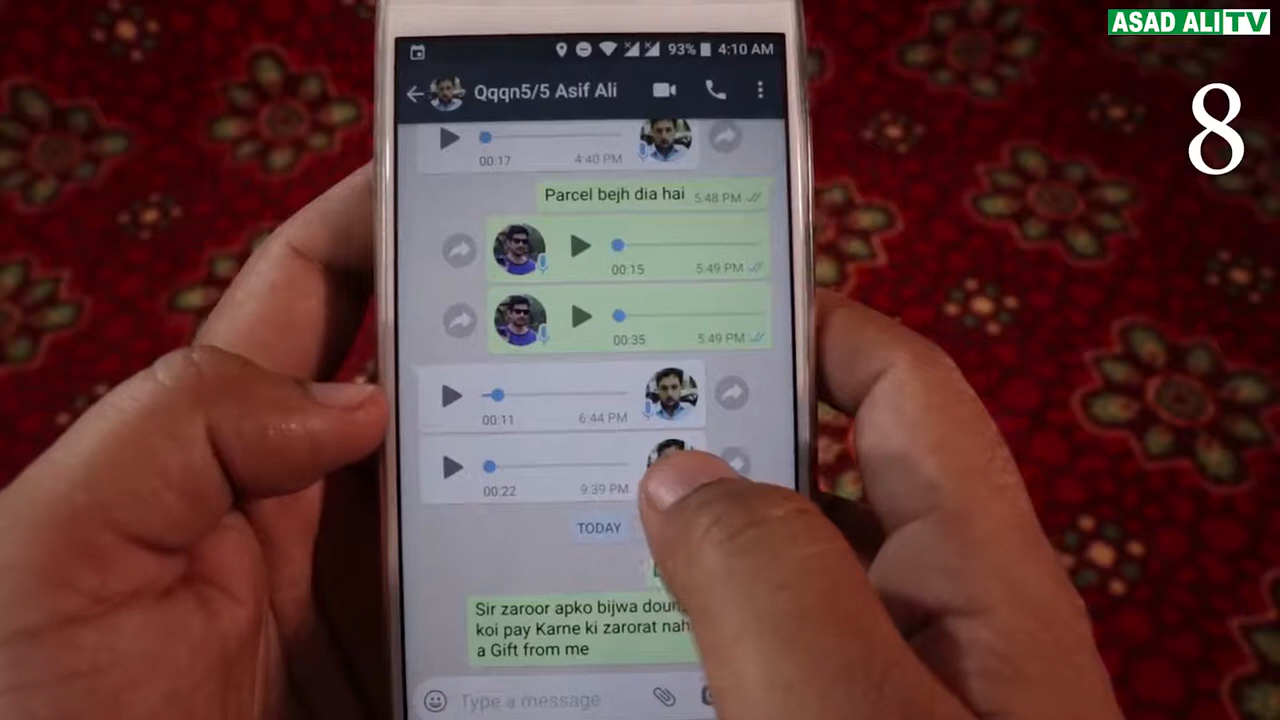 ASAD ALI TV
8
93% 4:10 AM
Qqqn5/5 Asif Ali
00:17 4:40 PM
Parcel bejh dia hai 5:48 PM
00:15 5:49 PM
00:35 5:49 PM
00:11 6:44 PM
00:22 9:39 PM
TODAY
Sir zaroor apko bijwa
koi pay Karne ki zarorat
a Gift from me
Type a message